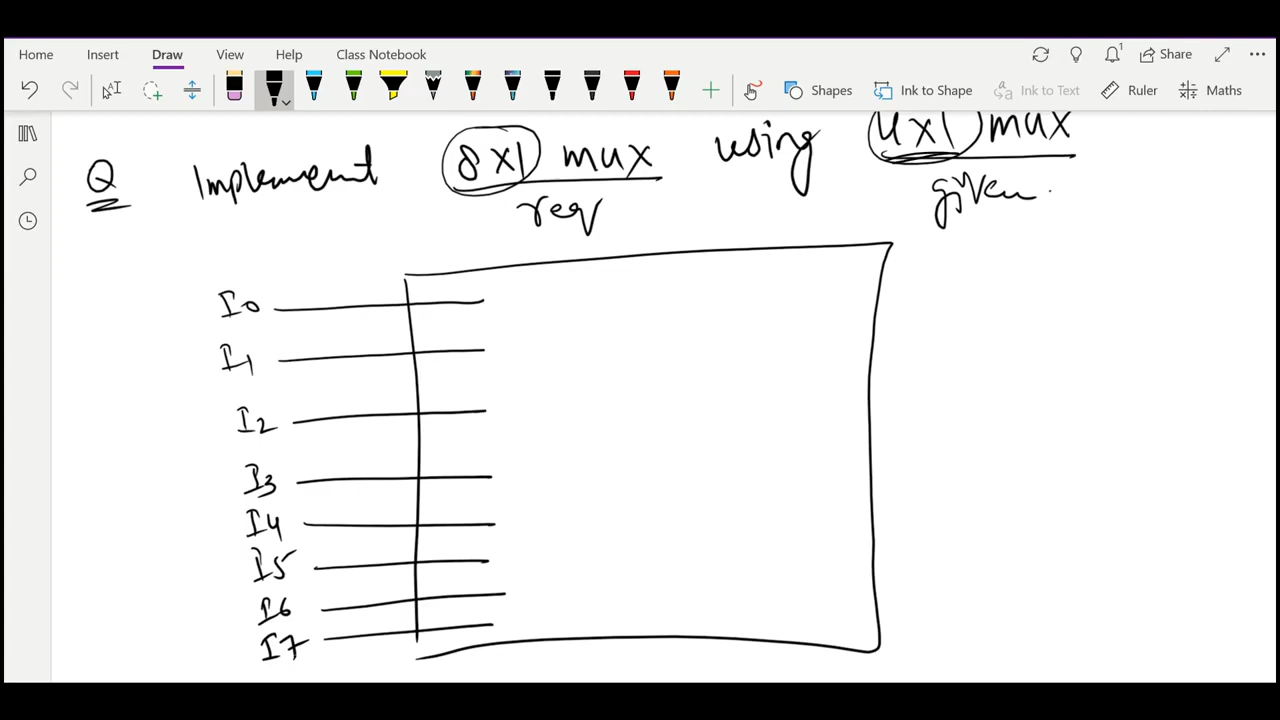 Home Insert Draw View Help Class Notebook 1 Share
Shapes Ink to Shape Ink to Text Ruler Maths
Q Implement 8x1 mux using 4x1 mux
req given.
I0
I1
I2
I3
I4
I5
I6
I7